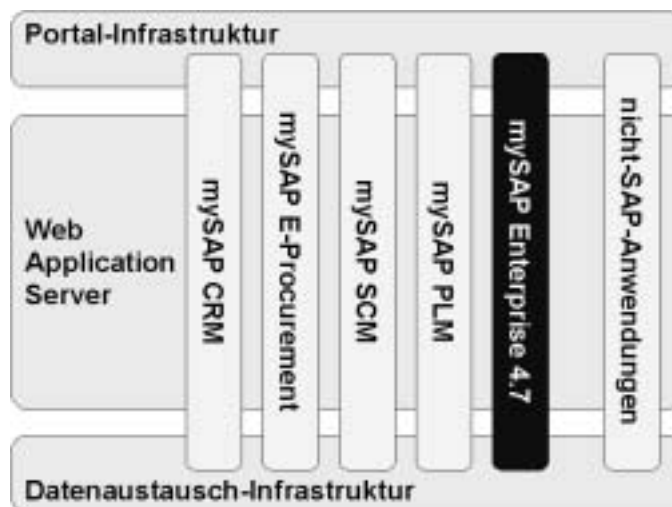 Portal-Infrastruktur
Web
Application
Server
mySAP CRM
mySAP E-Procurement
mySAP SCM
mySAP PLM
mySAP Enterprise 4.7
nicht-SAP-Anwendungen
Datenaustausch-Infrastruktur